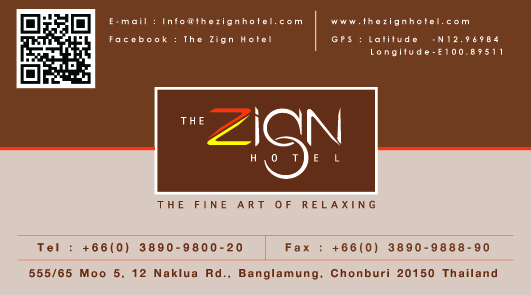 E-mail : Info@thezignhotel.com
Facebook : The Zign Hotel
www.thezignhotel.com
GPS : Latitude -N12.96984
Longitude-E100.89511
THE Zign
HOTEL
THE FINE ART OF RELAXING
Tel : +66(0) 3890-9800-20
Fax : +66(0) 3890-9888-90
555/65 Moo 5, 12 Naklua Rd., Banglamung, Chonburi 20150 Thailand